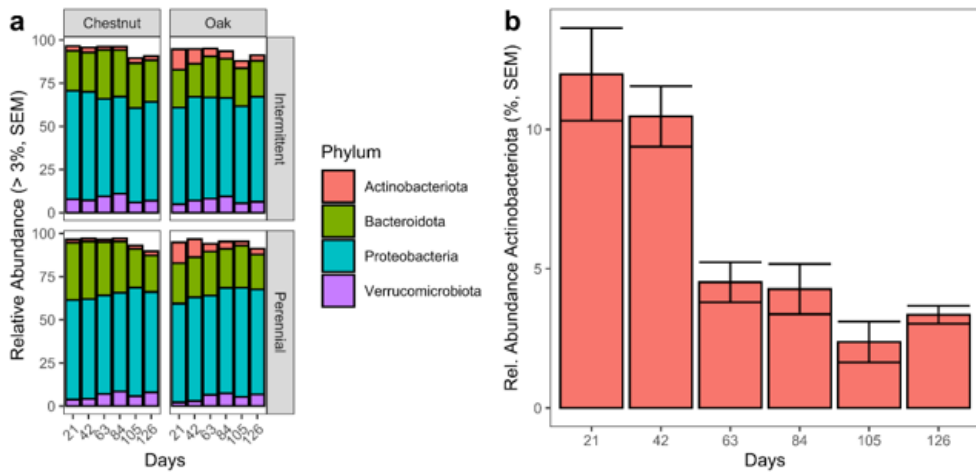 a
Chestnut Oak
Relative Abundance (> 3%, SEM)
100
75
50
25
0
Intermittent
100
75
50
25
0
Perennial
21 42 63 84 105 126 21 42 63 84 105 126
Days
Phylum
Actinobacteriota
Bacteroidota
Proteobacteria
Verrucomicrobiota
b
Rel. Abundance Actinobacteriota (%, SEM)
10
5
0
21 42 63 84 105 126
Days